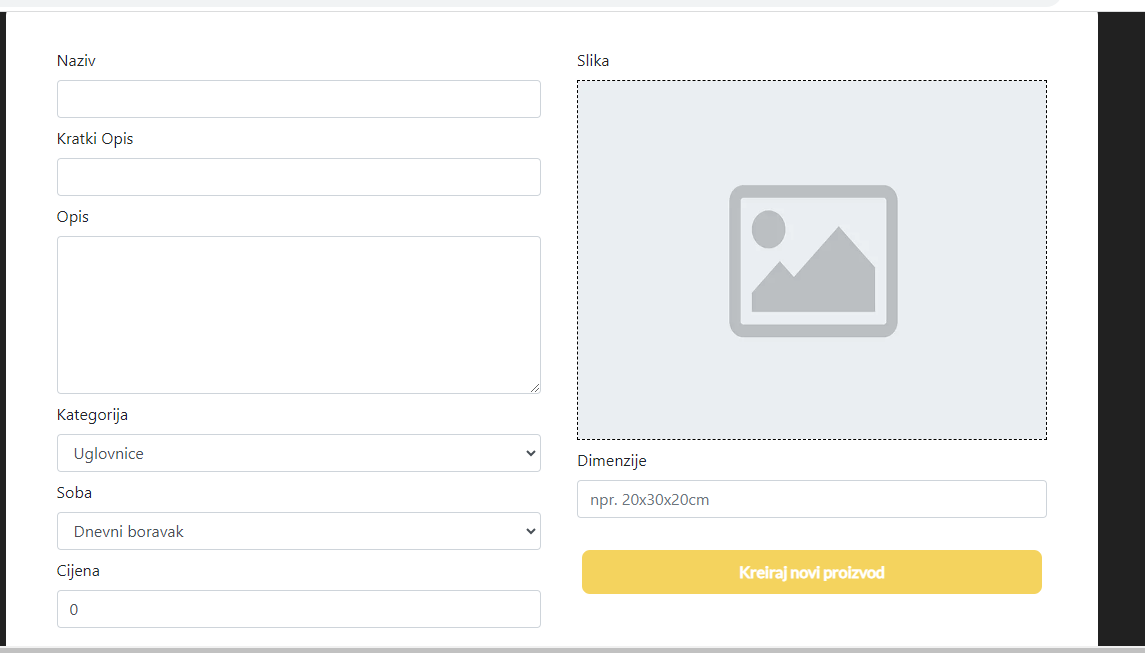 Naziv
Kratki Opis
Opis
Kategorija
Uglovnice
Soba
Dnevni boravak
Cijena
0
Slika
Dimenzije
npr. 20x30x20cm
Kreiraj novi proizvod